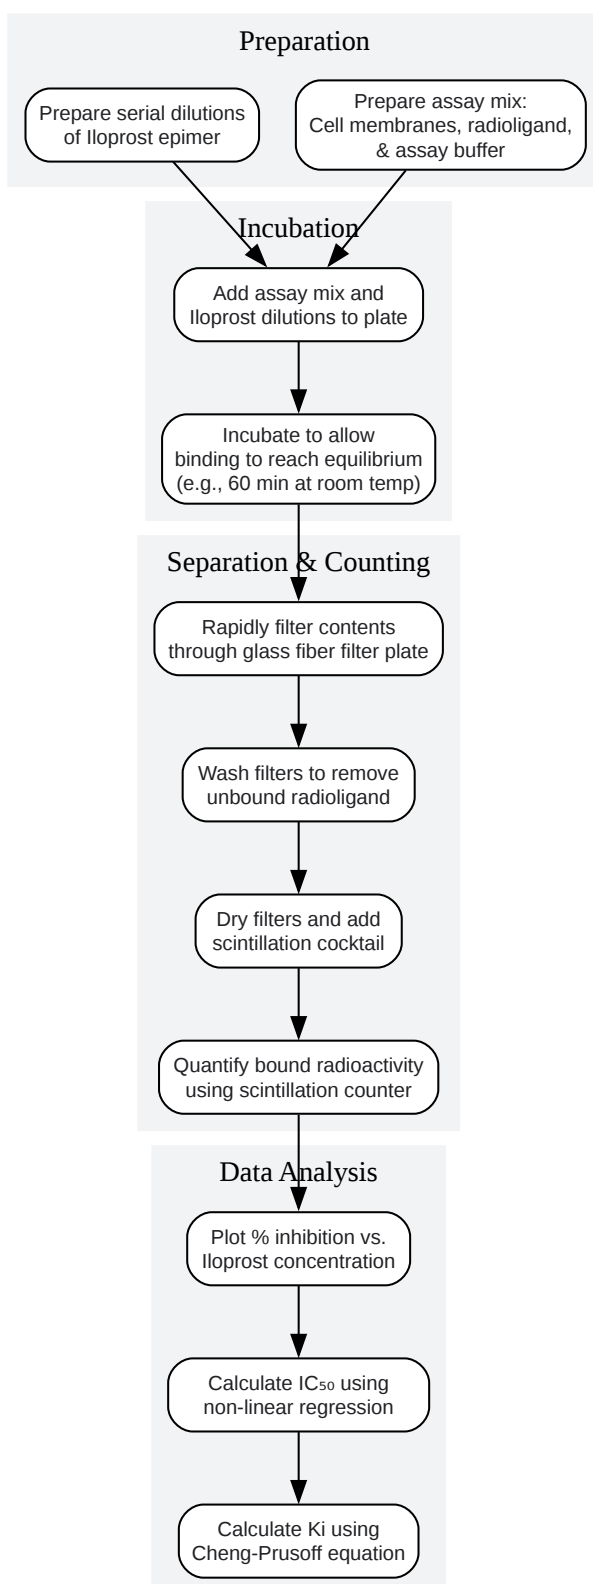 Preparation
Prepare serial dilutions
of Iloprost epimer
Prepare assay mix:
Cell membranes, radioligand,
& assay buffer
Incubation
Add assay mix and
Iloprost dilutions to plate
Incubate to allow
binding to reach equilibrium
(e.g., 60 min at room temp)
Separation & Counting
Rapidly filter contents
through glass fiber filter plate
Wash filters to remove
unbound radioligand
Dry filters and add
scintillation cocktail
Quantify bound radioactivity
using scintillation counter
Data Analysis
Plot % inhibition vs.
Iloprost concentration
Calculate IC₅₀ using
non-linear regression
Calculate Ki using
Cheng-Prusoff equation